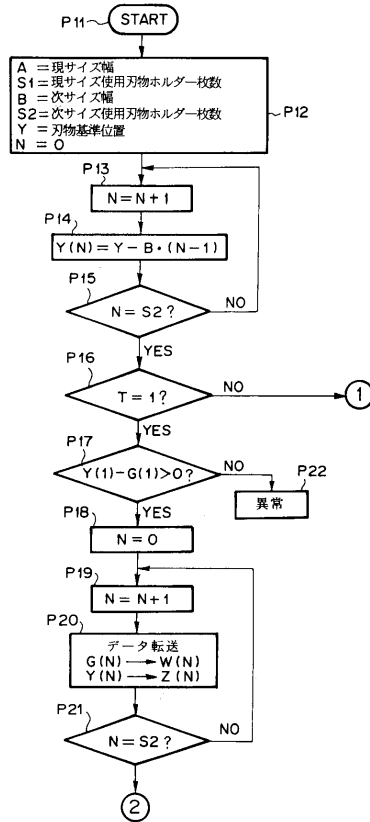 P11
START
A = 現サイズ幅
S1=現サイズ使用刃物ホルダー枚数
B = 次サイズ幅
S2=次サイズ使用刃物ホルダー枚数
Y = 刃物基準位置
N = 0
P12
P13
N = N + 1
P14
Y(N)=Y-B・(N-1)
P15
N = S2 ?
NO
YES
P16
T = 1 ?
NO
1
YES
P17
Y(1)-G(1)>0?
NO
P22
異常
YES
P18
N = 0
P19
N = N + 1
P20
データ転送
G(N)→W(N)
Y(N)→Z(N)
P21
N = S2 ?
NO
2